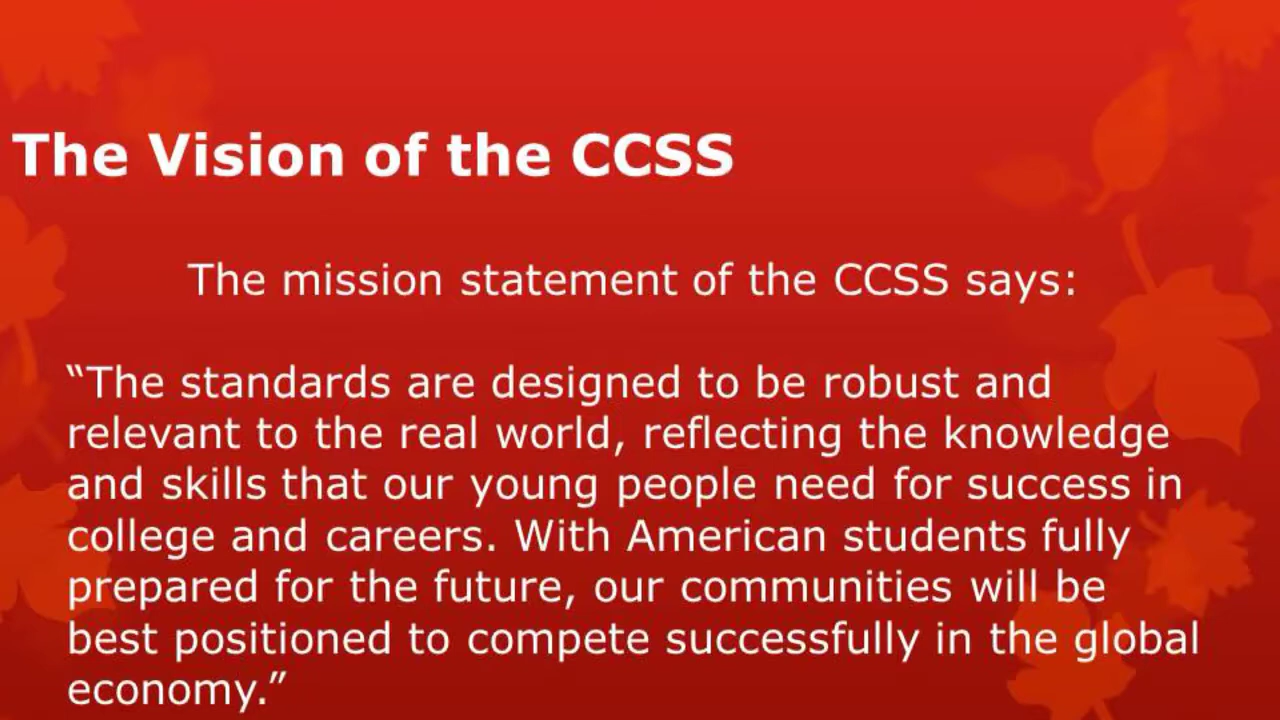 The Vision of the CCSS
The mission statement of the CCSS says:
“The standards are designed to be robust and
relevant to the real world, reflecting the knowledge
and skills that our young people need for success in
college and careers. With American students fully
prepared for the future, our communities will be
best positioned to compete successfully in the global
economy.”